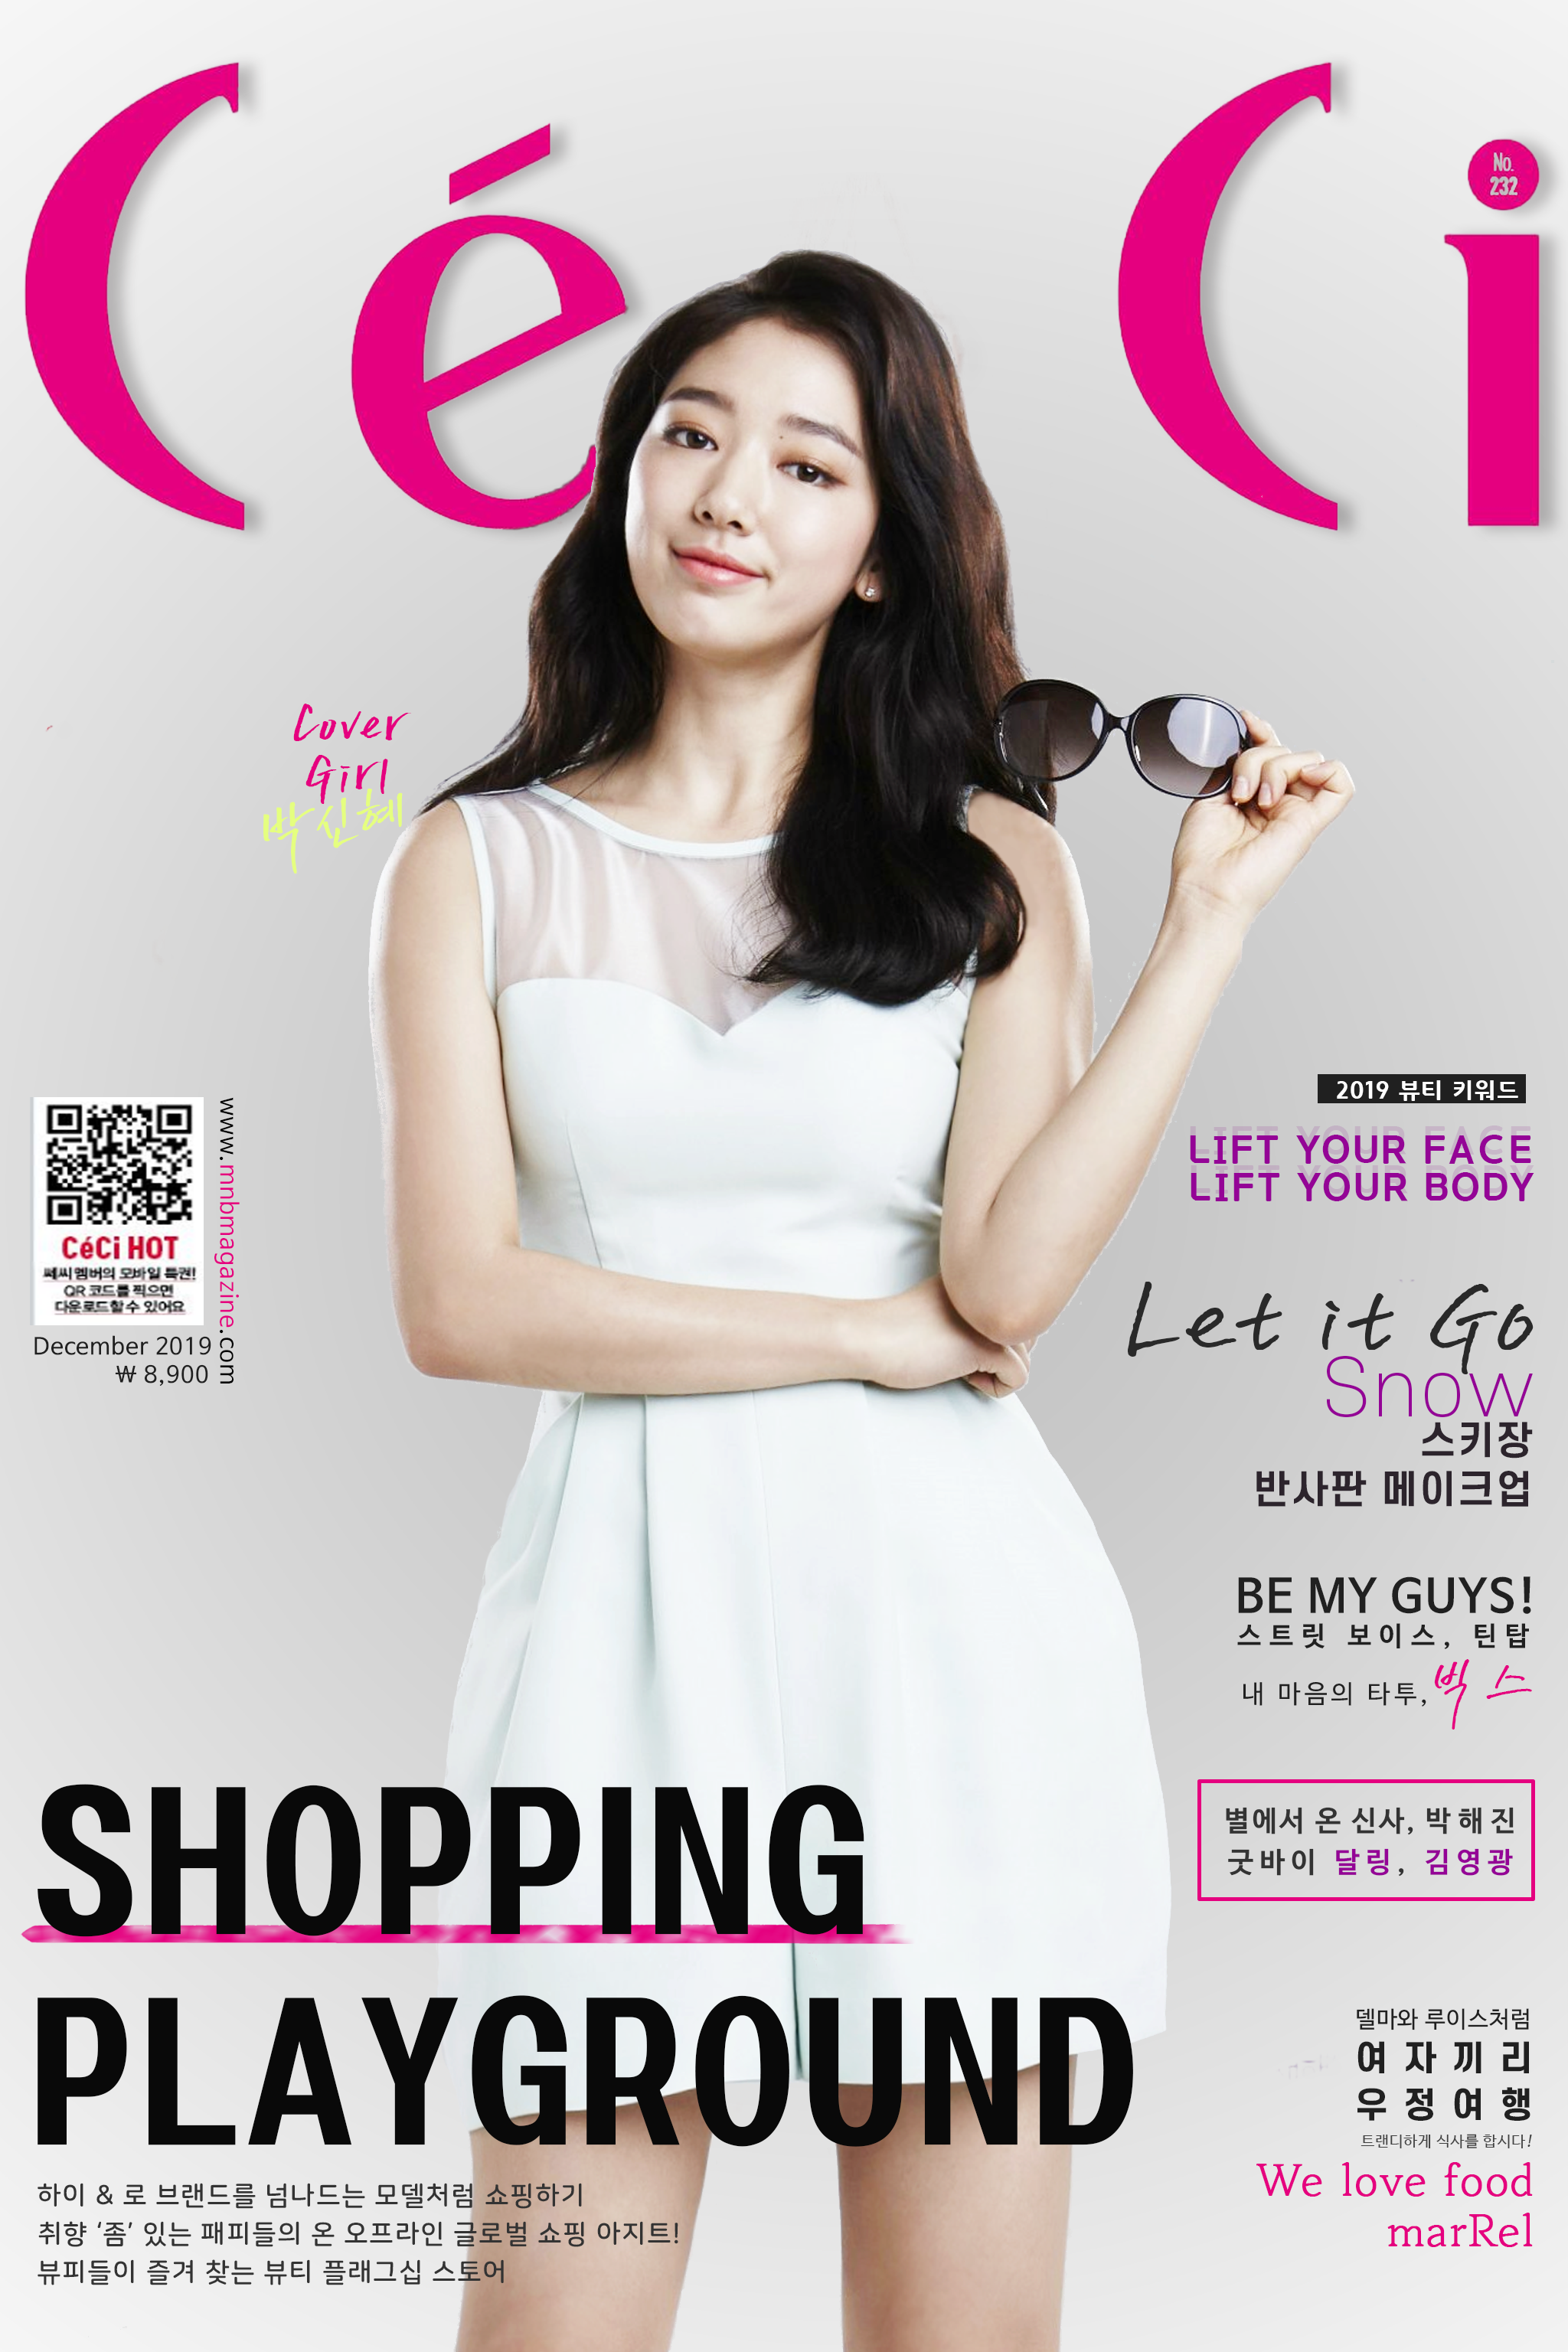 CéCi
No.
232
Cover
Girl
박신혜
CéCi HOT
쎄씨 멤버의 모바일 특권!
QR 코드를 찍으면
다운로드할 수 있어요
www.mnbmagazine.com
December 2019
₩ 8,900
2019 뷰티 키워드
LIFT YOUR FACE
LIFT YOUR BODY
Let it Go
Snow
스키장
반사판 메이크업
BE MY GUYS!
스트릿 보이스, 틴탑
내 마음의 타투, 빅스
별에서 온 신사, 박해진
굿바이 달링, 김영광
SHOPPING
PLAYGROUND
하이 & 로 브랜드를 넘나드는 모델처럼 쇼핑하기
취향 ‘좀’ 있는 패피들의 온 오프라인 글로벌 쇼핑 아지트!
뷰피들이 즐겨 찾는 뷰티 플래그십 스토어
델마와 루이스처럼
여자끼리
우정여행
트랜디하게 식사를 합시다!
We love food
marRel